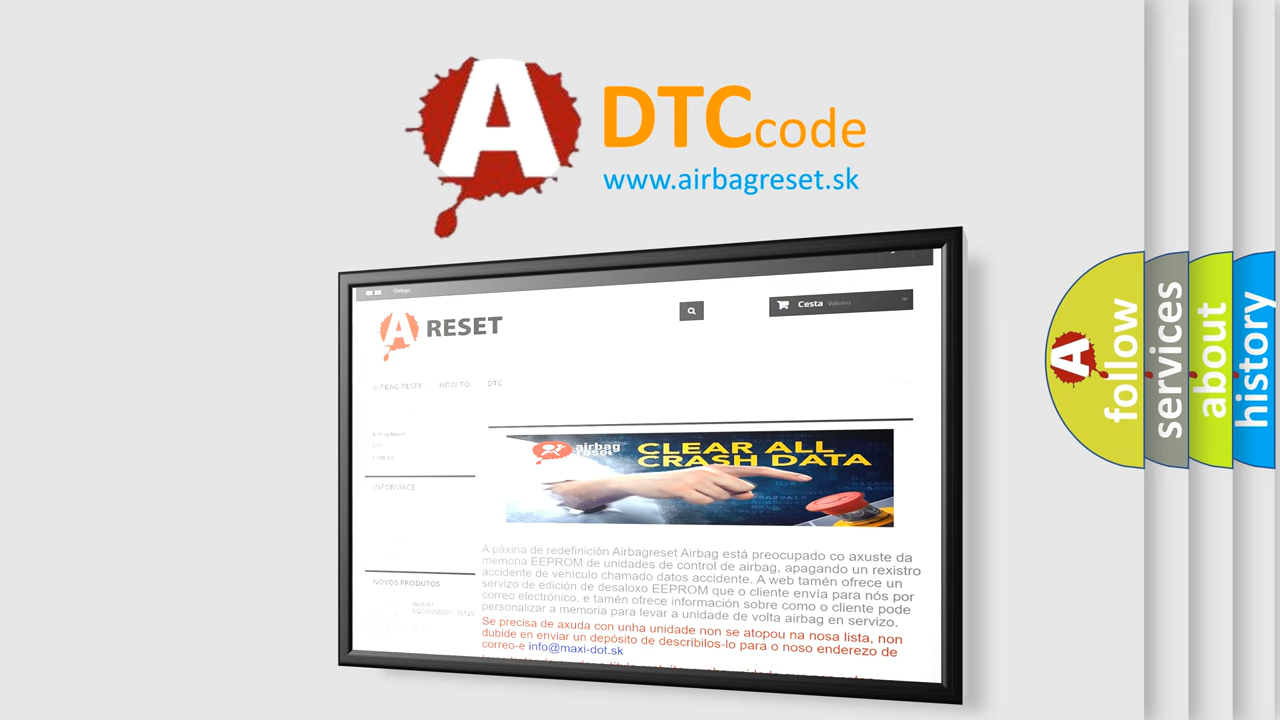 A
DTCcode
www.airbagreset.sk
Galego
A RESET
Cesta Valeiro
AIRBAG RESET HOW TO DTC
HOW TO
INFORMACE
airbag
reset
CLEAR ALL
CRASH DATA
NOVOS PRODUTOS
A páxina de redefinición Airbagreset Airbag está preocupado co axuste da
memoria EEPROM de unidades de control de airbag, apagando un rexistro
accidente de vehículo chamado datos accidente. A web tamén ofrece un
servizo de edición de desaloxo EEPROM que o cliente envía para nós por
correo electrónico, e tamén ofrece información sobre como o cliente pode
personalizar a memoria para levar a unidade de volta airbag en servizo.
Se precisa de axuda con unha unidade non se atopou na nosa lista, non
dubide en enviar un depósito de describilos-lo para o noso enderezo de
correo-e info@maxi-dot.sk
A
follow
services
about
history